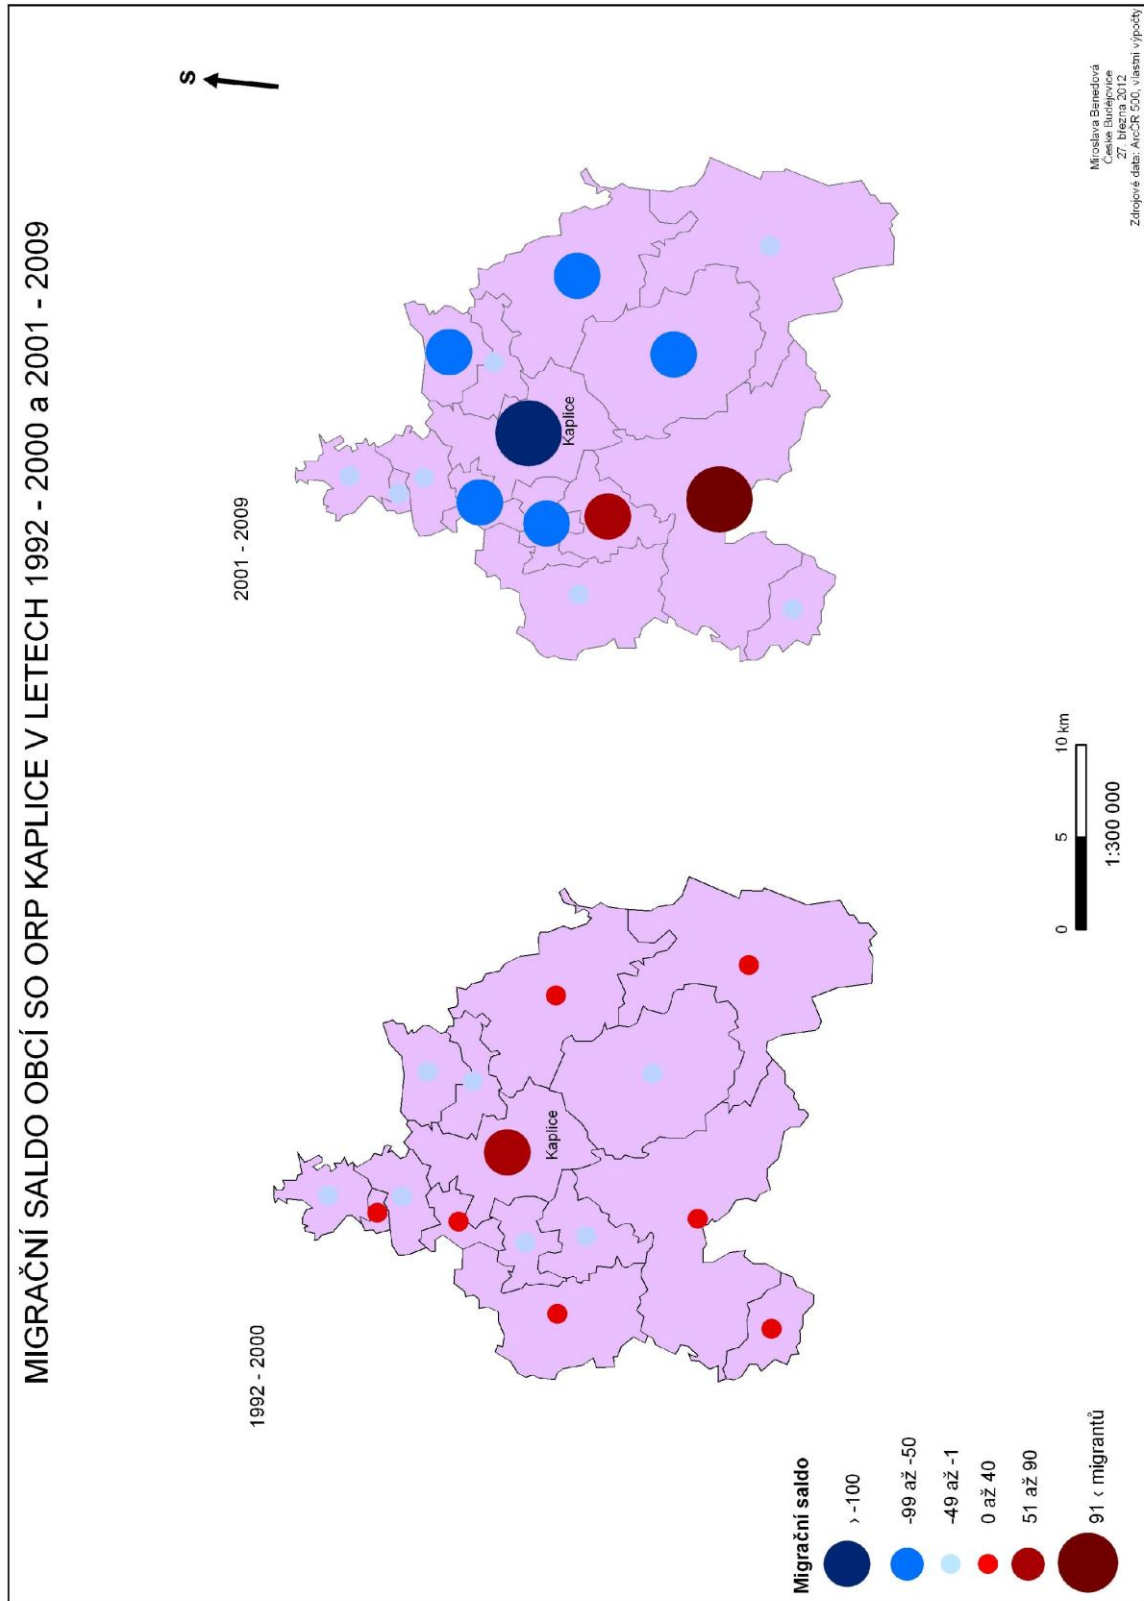 MIGRAČNÍ SALDO OBCÍ SO ORP KAPLICE V LETECH 1992 - 2000 a 2001 - 2009
1992 - 2000
2001 - 2009
S
Kaplice
Kaplice
Migrační saldo
› -100
-99 až -50
-49 až -1
0 až 40
51 až 90
91 ‹ migrantů
0 5 10 km
1:300 000
Miroslava Benedová
České Budějovice
27. března 2012
Zdrojové data: ArcČR 500, vlastní výpočty